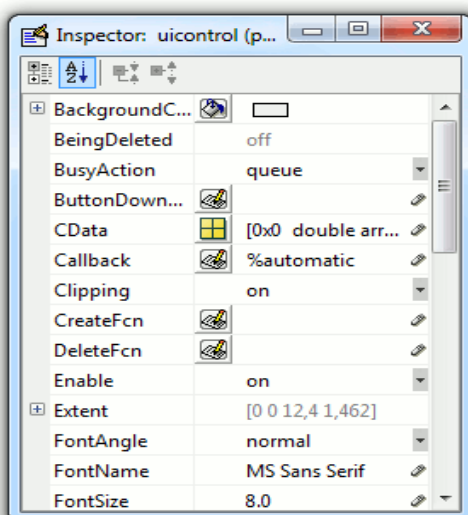 Inspector: uicontrol (p...
BackgroundC...
BeingDeleted off
BusyAction queue
ButtonDown...
CData [0x0 double arr...
Callback %automatic
Clipping on
CreateFcn
DeleteFcn
Enable on
Extent [0 0 12,4 1,462]
FontAngle normal
FontName MS Sans Serif
FontSize 8.0